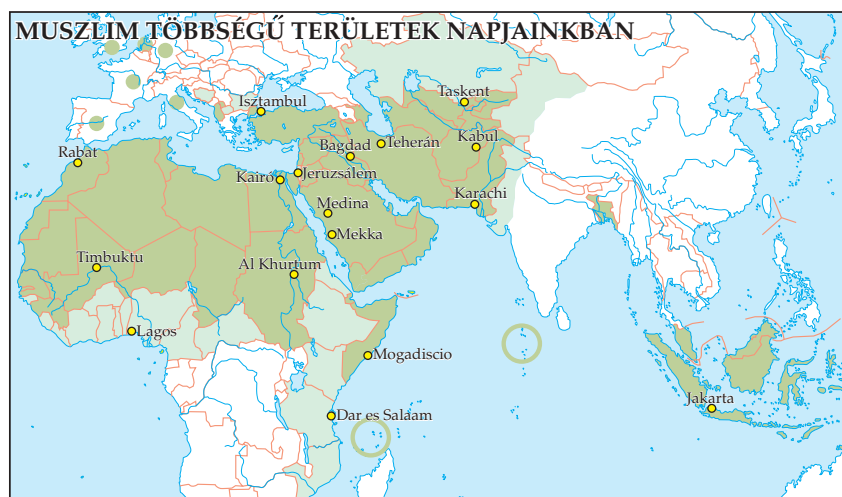 MUSZLIM TÖBBSÉGŰ TERÜLETEK NAPJAINKBAN
Taskent
Isztambul
Bagdad
Teherán
Kabul
Rabat
Kairo
Jeruzsálem
Karachi
Medina
Mekka
Timbuktu
Al Khurtum
Lagos
Mogadiscio
Jakarta
Dar es Salaam